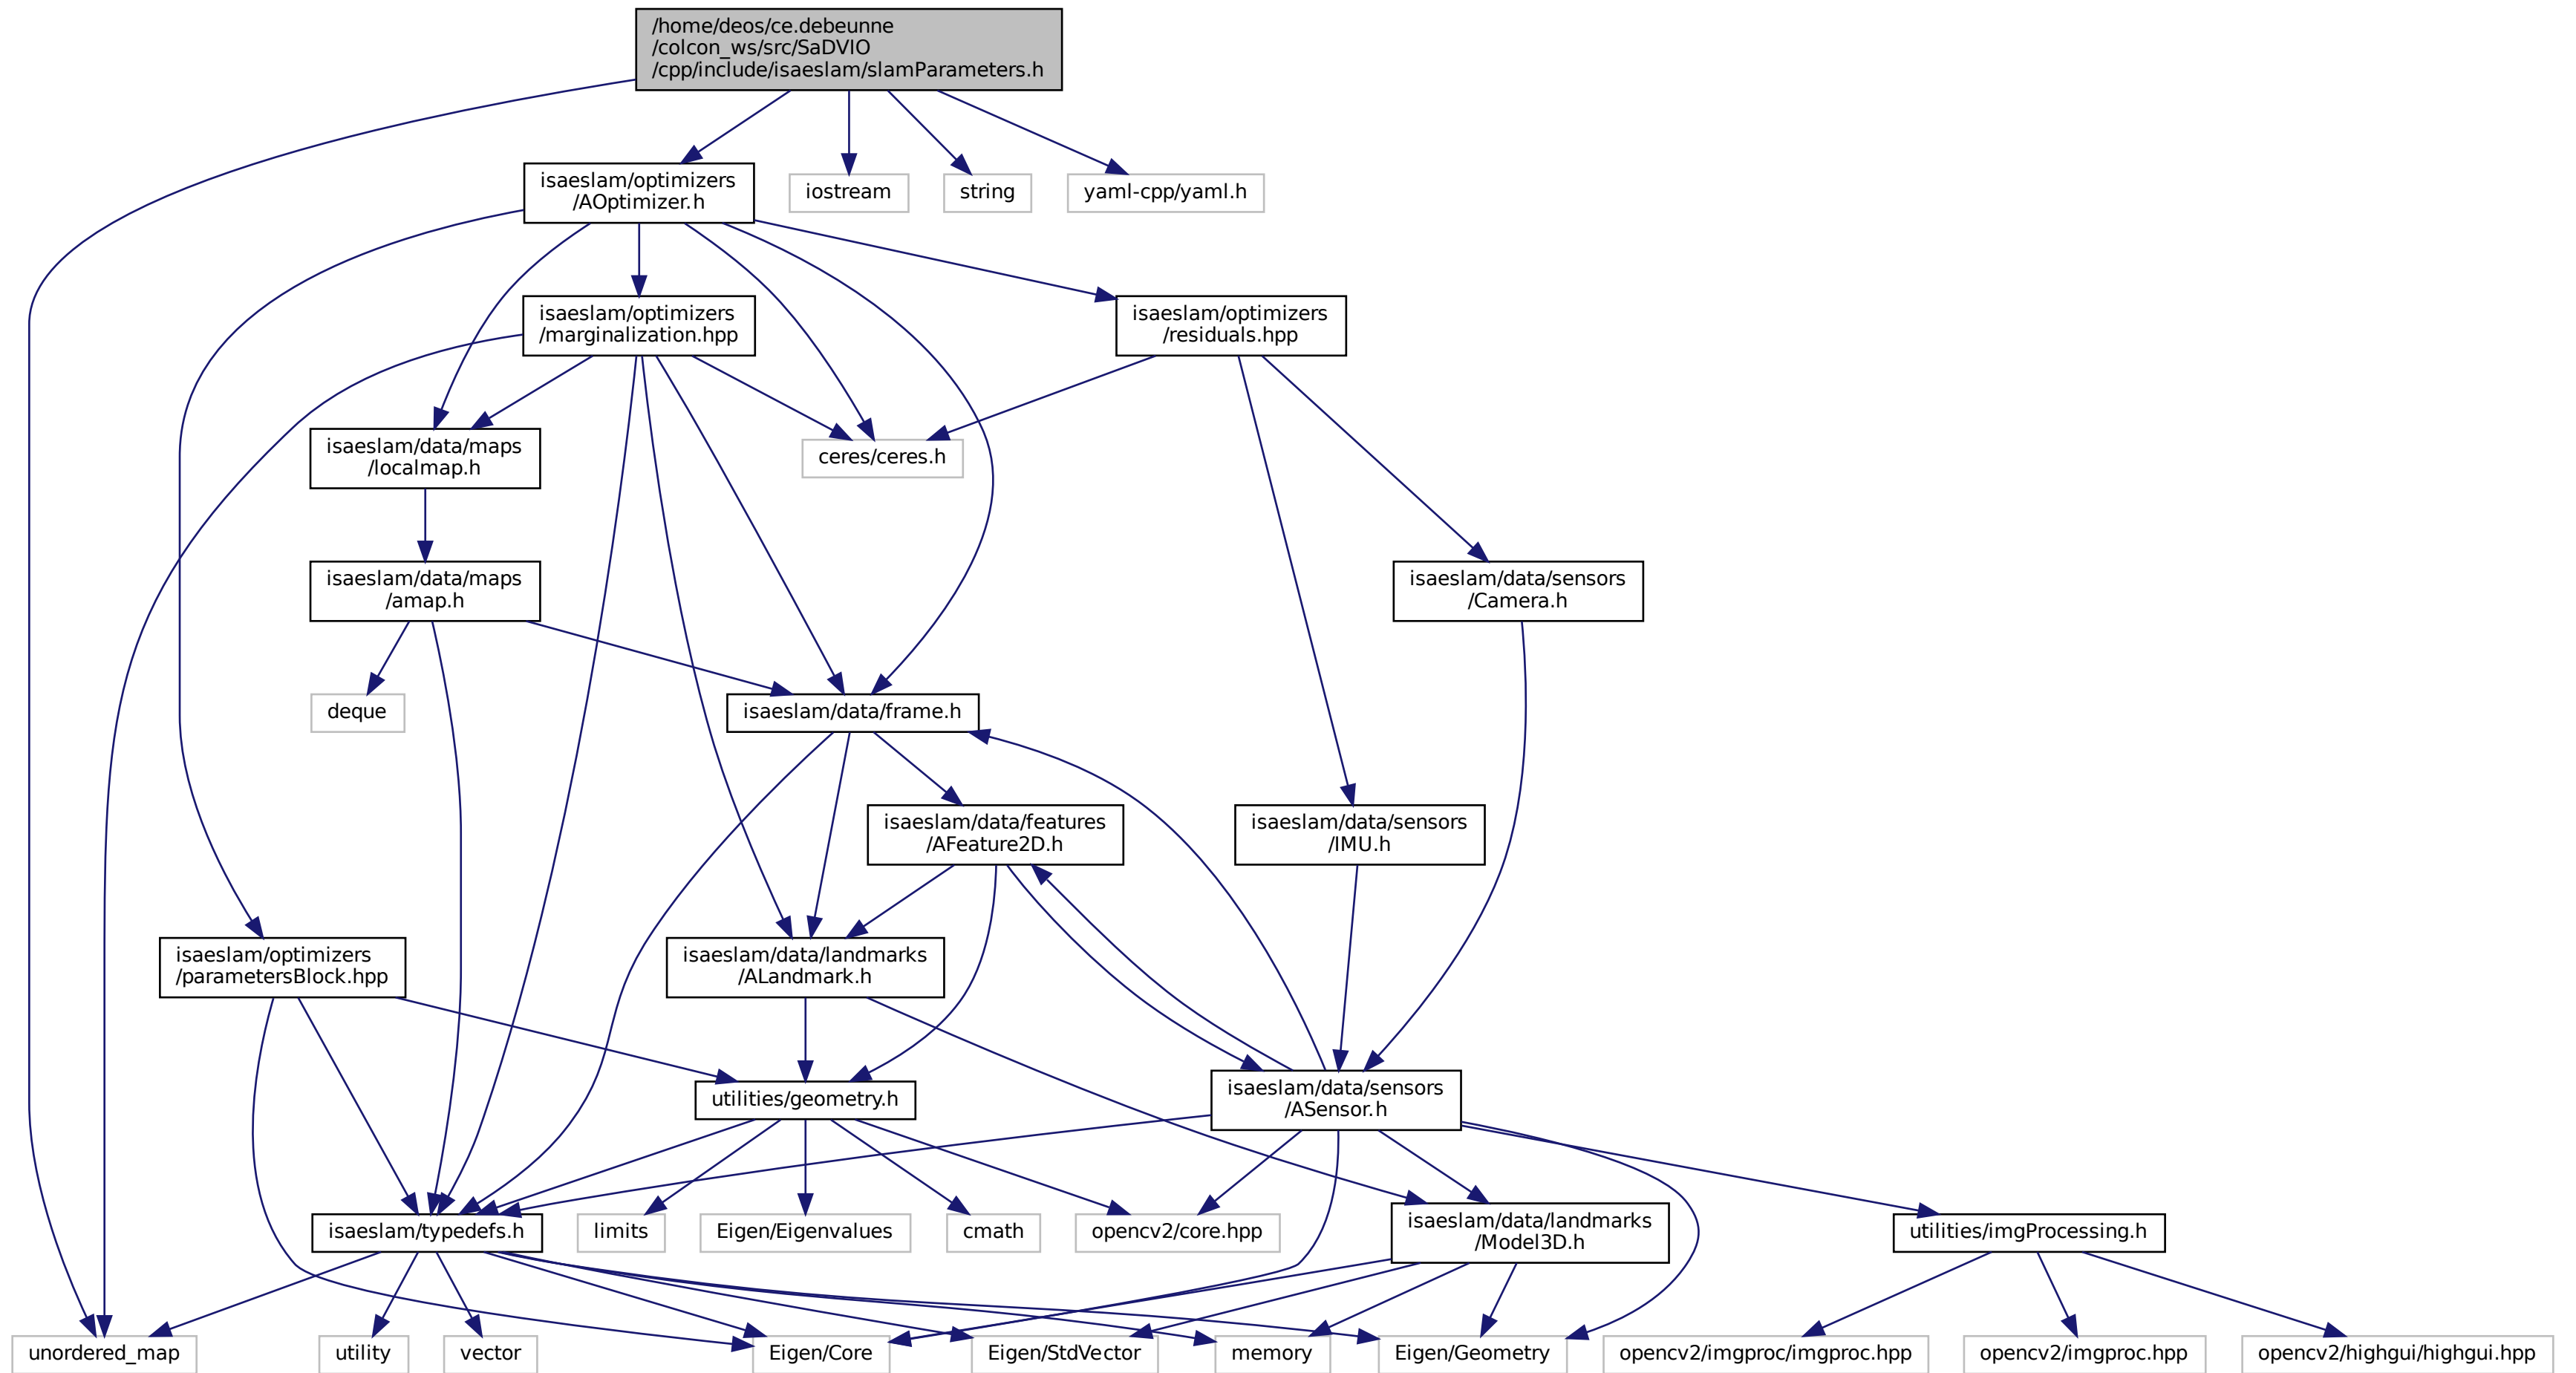 /home/deos/ce.debeunne
/colcon_ws/src/SaDVIO
/cpp/include/isaeslam/slamParameters.h
isaeslam/optimizers
/AOptimizer.h
iostream
string
yaml-cpp/yaml.h
isaeslam/optimizers
/marginalization.hpp
isaeslam/optimizers
/residuals.hpp
isaeslam/data/maps
/localmap.h
ceres/ceres.h
isaeslam/data/maps
/amap.h
isaeslam/data/sensors
/Camera.h
deque
isaeslam/data/frame.h
isaeslam/data/features
/AFeature2D.h
isaeslam/data/sensors
/IMU.h
isaeslam/optimizers
/parametersBlock.hpp
isaeslam/data/landmarks
/ALandmark.h
utilities/geometry.h
isaeslam/data/sensors
/ASensor.h
isaeslam/typedefs.h
limits
Eigen/Eigenvalues
cmath
opencv2/core.hpp
isaeslam/data/landmarks
/Model3D.h
utilities/imgProcessing.h
unordered_map
utility
vector
Eigen/Core
Eigen/StdVector
memory
Eigen/Geometry
opencv2/imgproc/imgproc.hpp
opencv2/imgproc.hpp
opencv2/highgui/highgui.hpp